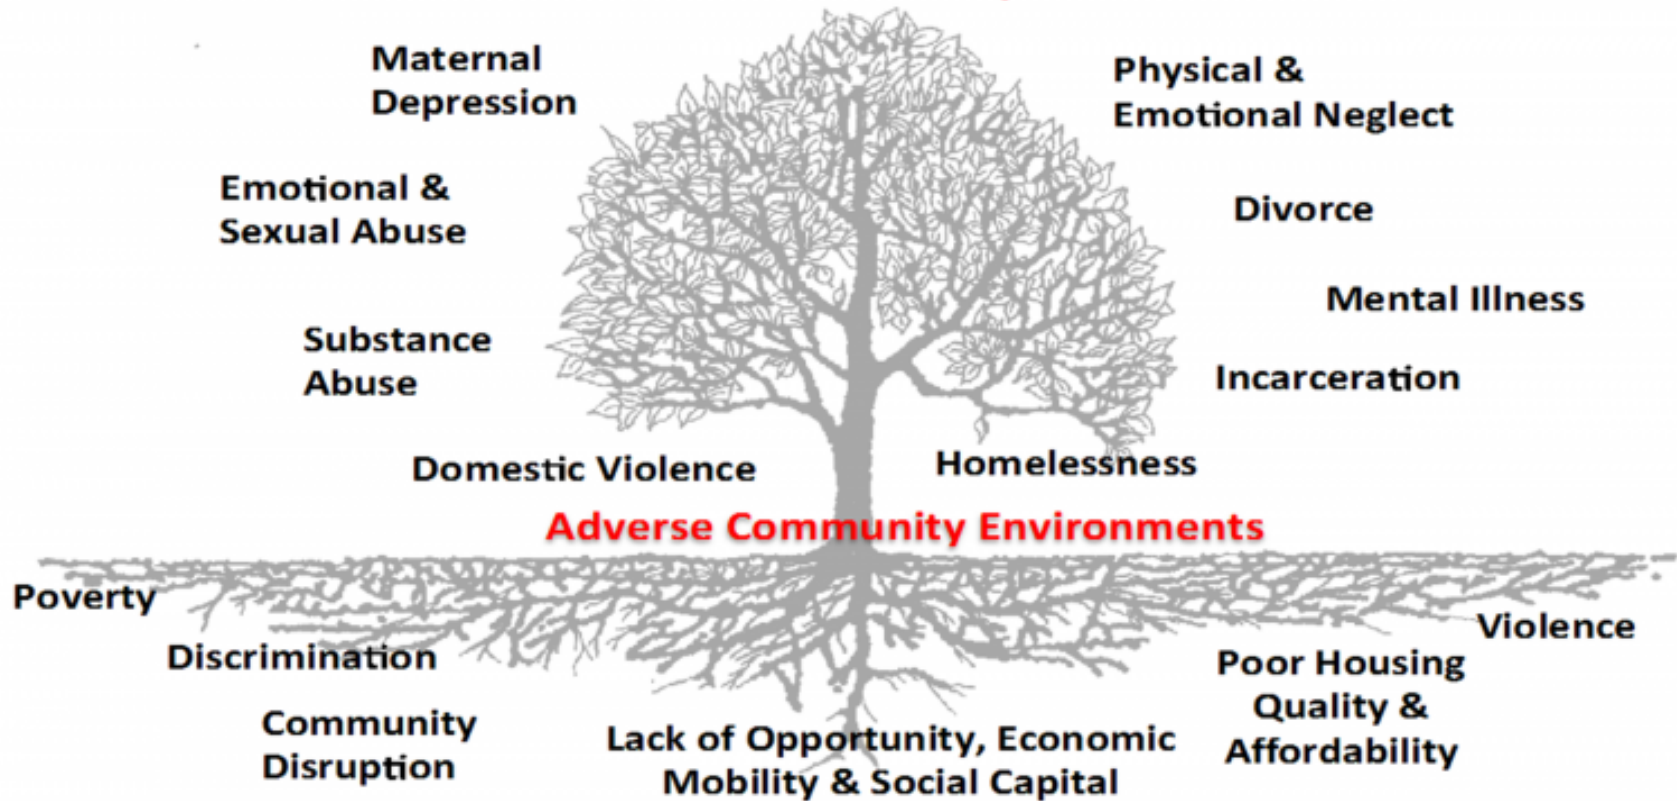 Maternal
Depression
Physical &
Emotional Neglect
Emotional &
Sexual Abuse
Divorce
Mental Illness
Substance
Abuse
Incarceration
Domestic Violence
Homelessness
Adverse Community Environments
Poverty
Violence
Discrimination
Poor Housing
Quality &
Affordability
Community
Disruption
Lack of Opportunity, Economic
Mobility & Social Capital